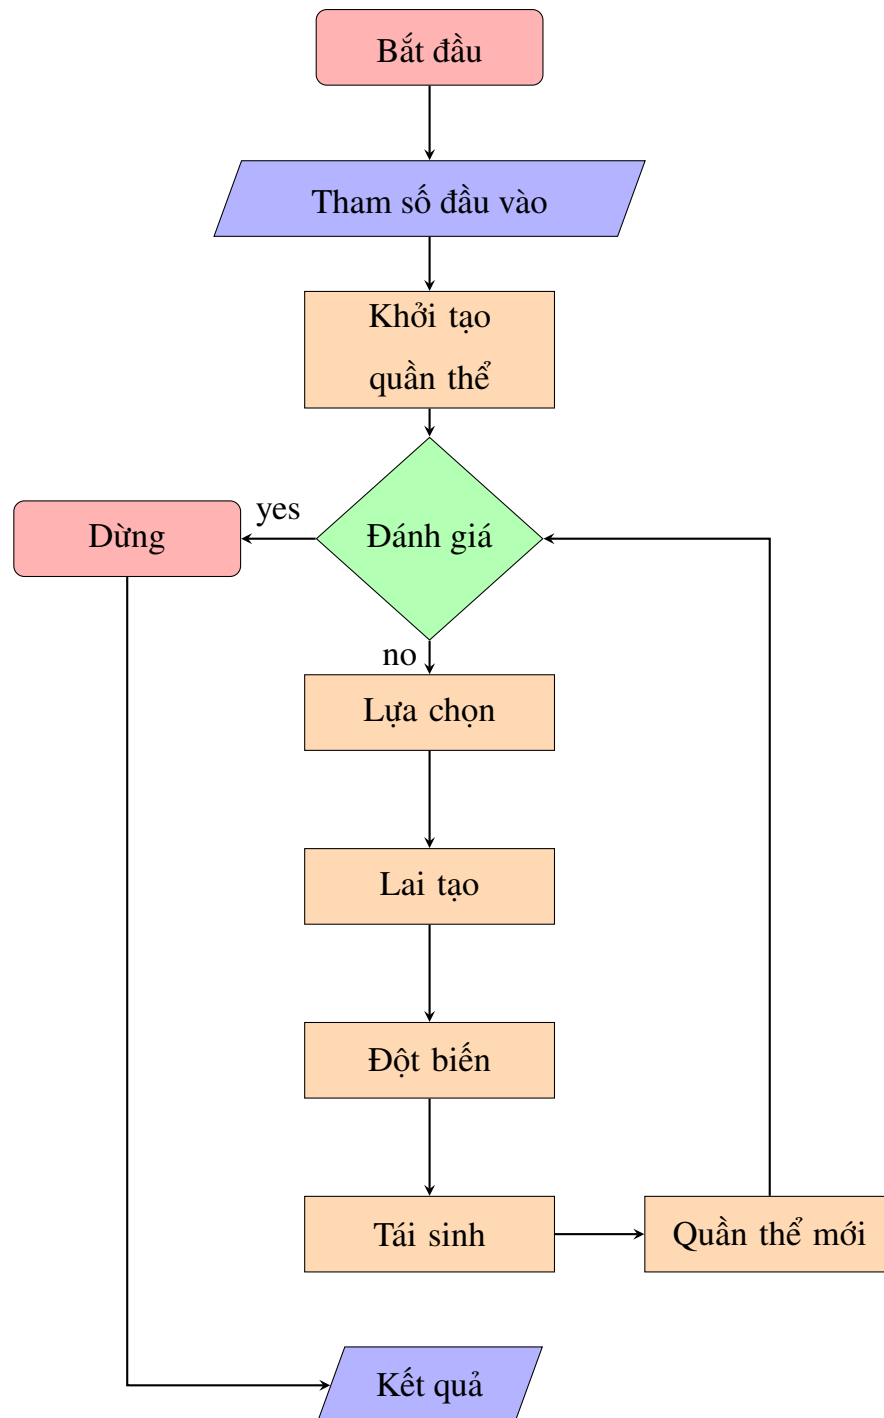 Bắt đầu
Tham số đầu vào
Khởi tạo
quần thể
yes
Dừng
Đánh giá
no
Lựa chọn
Lai tạo
Đột biến
Tái sinh
Quần thể mới
Kết quả